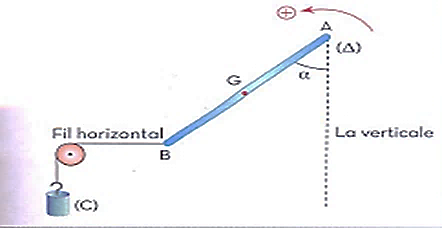 ⊕
A
(Δ)
G
α
Fil horizontal
La verticale
B
(C)